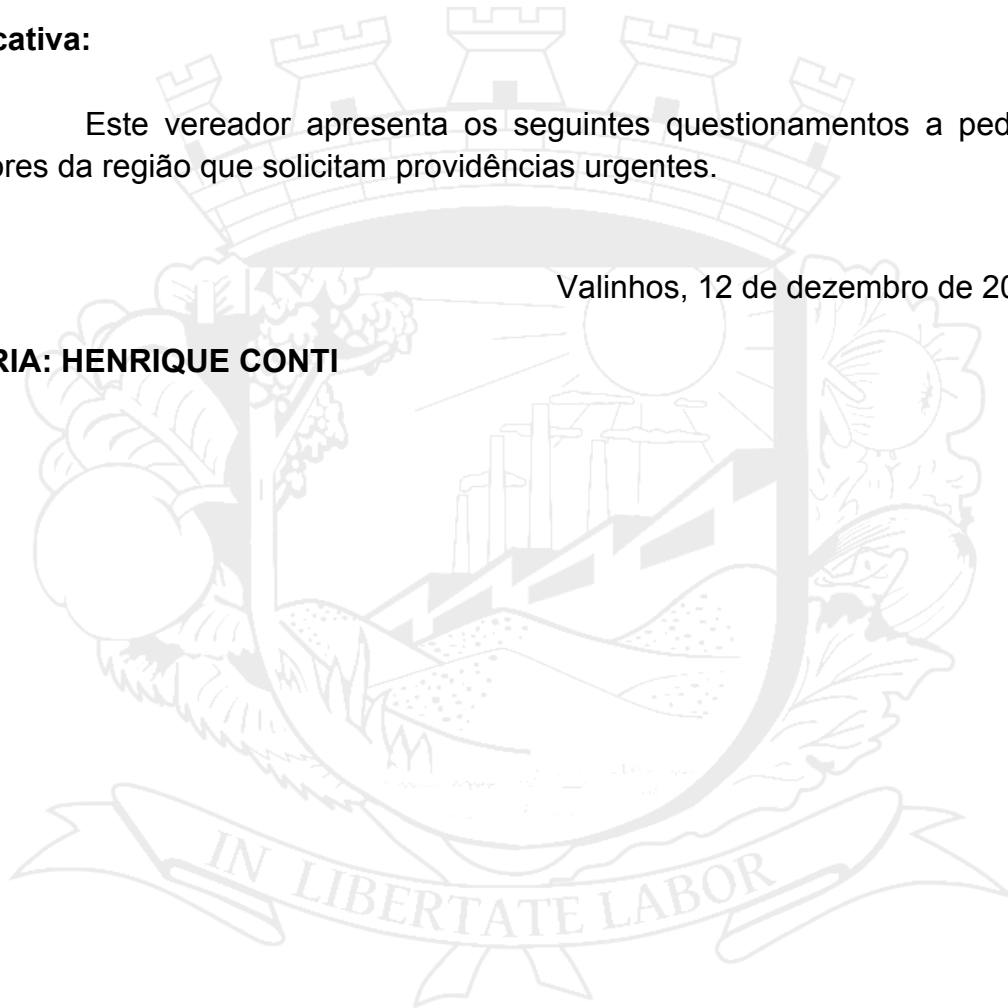 cativa:
Este vereador apresenta os seguintes questionamentos a ped
ores da região que solicitam providências urgentes.
Valinhos, 12 de dezembro de 20
RIA: HENRIQUE CONTI
IN LIBERTATE LABOR